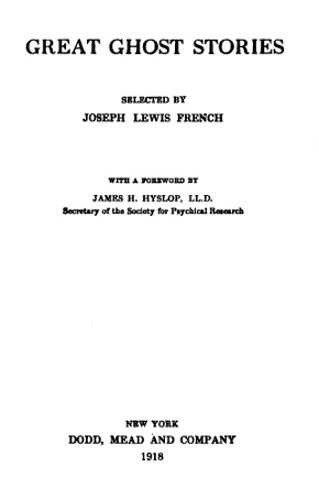 GREAT GHOST STORIES
SELECTED BY
JOSEPH LEWIS FRENCH
WITH A FOREWORD BY
JAMES H. HYSLOP, LL.D.
Secretary of the Society for Psychical Research
NEW YORK
DODD, MEAD AND COMPANY
1918